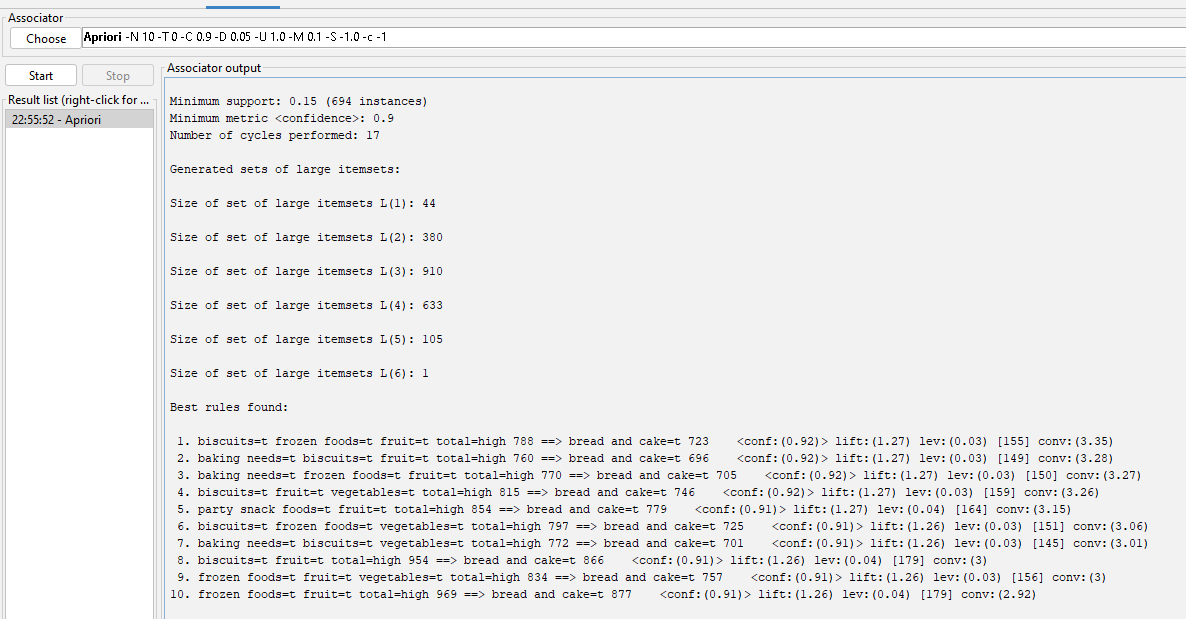 Associator
Choose Apriori -N 10 -T 0 -C 0.9 -D 0.05 -U 1.0 -M 0.1 -S -1.0 -c -1
Start Stop
Result list (right-click for ...
22:55:52 - Apriori
Associator output
Minimum support: 0.15 (694 instances)
Minimum metric <confidence>: 0.9
Number of cycles performed: 17
Generated sets of large itemsets:
Size of set of large itemsets L(1): 44
Size of set of large itemsets L(2): 380
Size of set of large itemsets L(3): 910
Size of set of large itemsets L(4): 633
Size of set of large itemsets L(5): 105
Size of set of large itemsets L(6): 1
Best rules found:
1. biscuits=t frozen foods=t fruit=t total=high 788 ==> bread and cake=t 723 <conf:(0.92)> lift:(1.27) lev:(0.03) [155] conv:(3.35)
2. baking needs=t biscuits=t fruit=t total=high 760 ==> bread and cake=t 696 <conf:(0.92)> lift:(1.27) lev:(0.03) [149] conv:(3.28)
3. baking needs=t frozen foods=t fruit=t total=high 770 ==> bread and cake=t 705 <conf:(0.92)> lift:(1.27) lev:(0.03) [150] conv:(3.27)
4. biscuits=t fruit=t vegetables=t total=high 815 ==> bread and cake=t 746 <conf:(0.92)> lift:(1.27) lev:(0.03) [159] conv:(3.26)
5. party snack foods=t fruit=t total=high 854 ==> bread and cake=t 779 <conf:(0.91)> lift:(1.27) lev:(0.04) [164] conv:(3.15)
6. biscuits=t frozen foods=t vegetables=t total=high 797 ==> bread and cake=t 725 <conf:(0.91)> lift:(1.26) lev:(0.03) [151] conv:(3.06)
7. baking needs=t biscuits=t vegetables=t total=high 772 ==> bread and cake=t 701 <conf:(0.91)> lift:(1.26) lev:(0.03) [145] conv:(3.01)
8. biscuits=t fruit=t total=high 954 ==> bread and cake=t 866 <conf:(0.91)> lift:(1.26) lev:(0.04) [179] conv:(3)
9. frozen foods=t fruit=t vegetables=t total=high 834 ==> bread and cake=t 757 <conf:(0.91)> lift:(1.26) lev:(0.03) [156] conv:(3)
10. frozen foods=t fruit=t total=high 969 ==> bread and cake=t 877 <conf:(0.91)> lift:(1.26) lev:(0.04) [179] conv:(2.92)